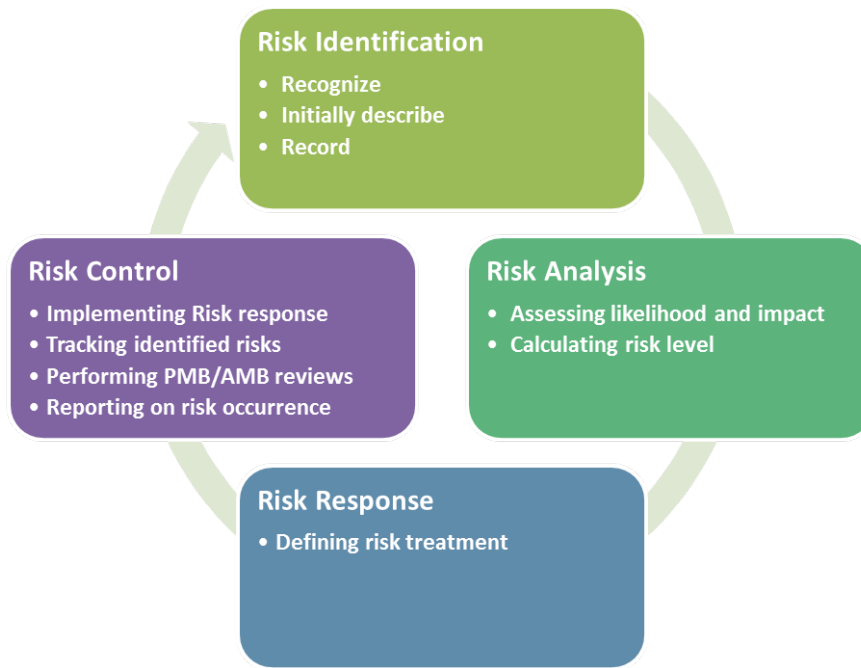 Risk Identification
• Recognize
• Initially describe
• Record
Risk Control
• Implementing Risk response
• Tracking identified risks
• Performing PMB/AMB reviews
• Reporting on risk occurrence
Risk Analysis
• Assessing likelihood and impact
• Calculating risk level
Risk Response
• Defining risk treatment